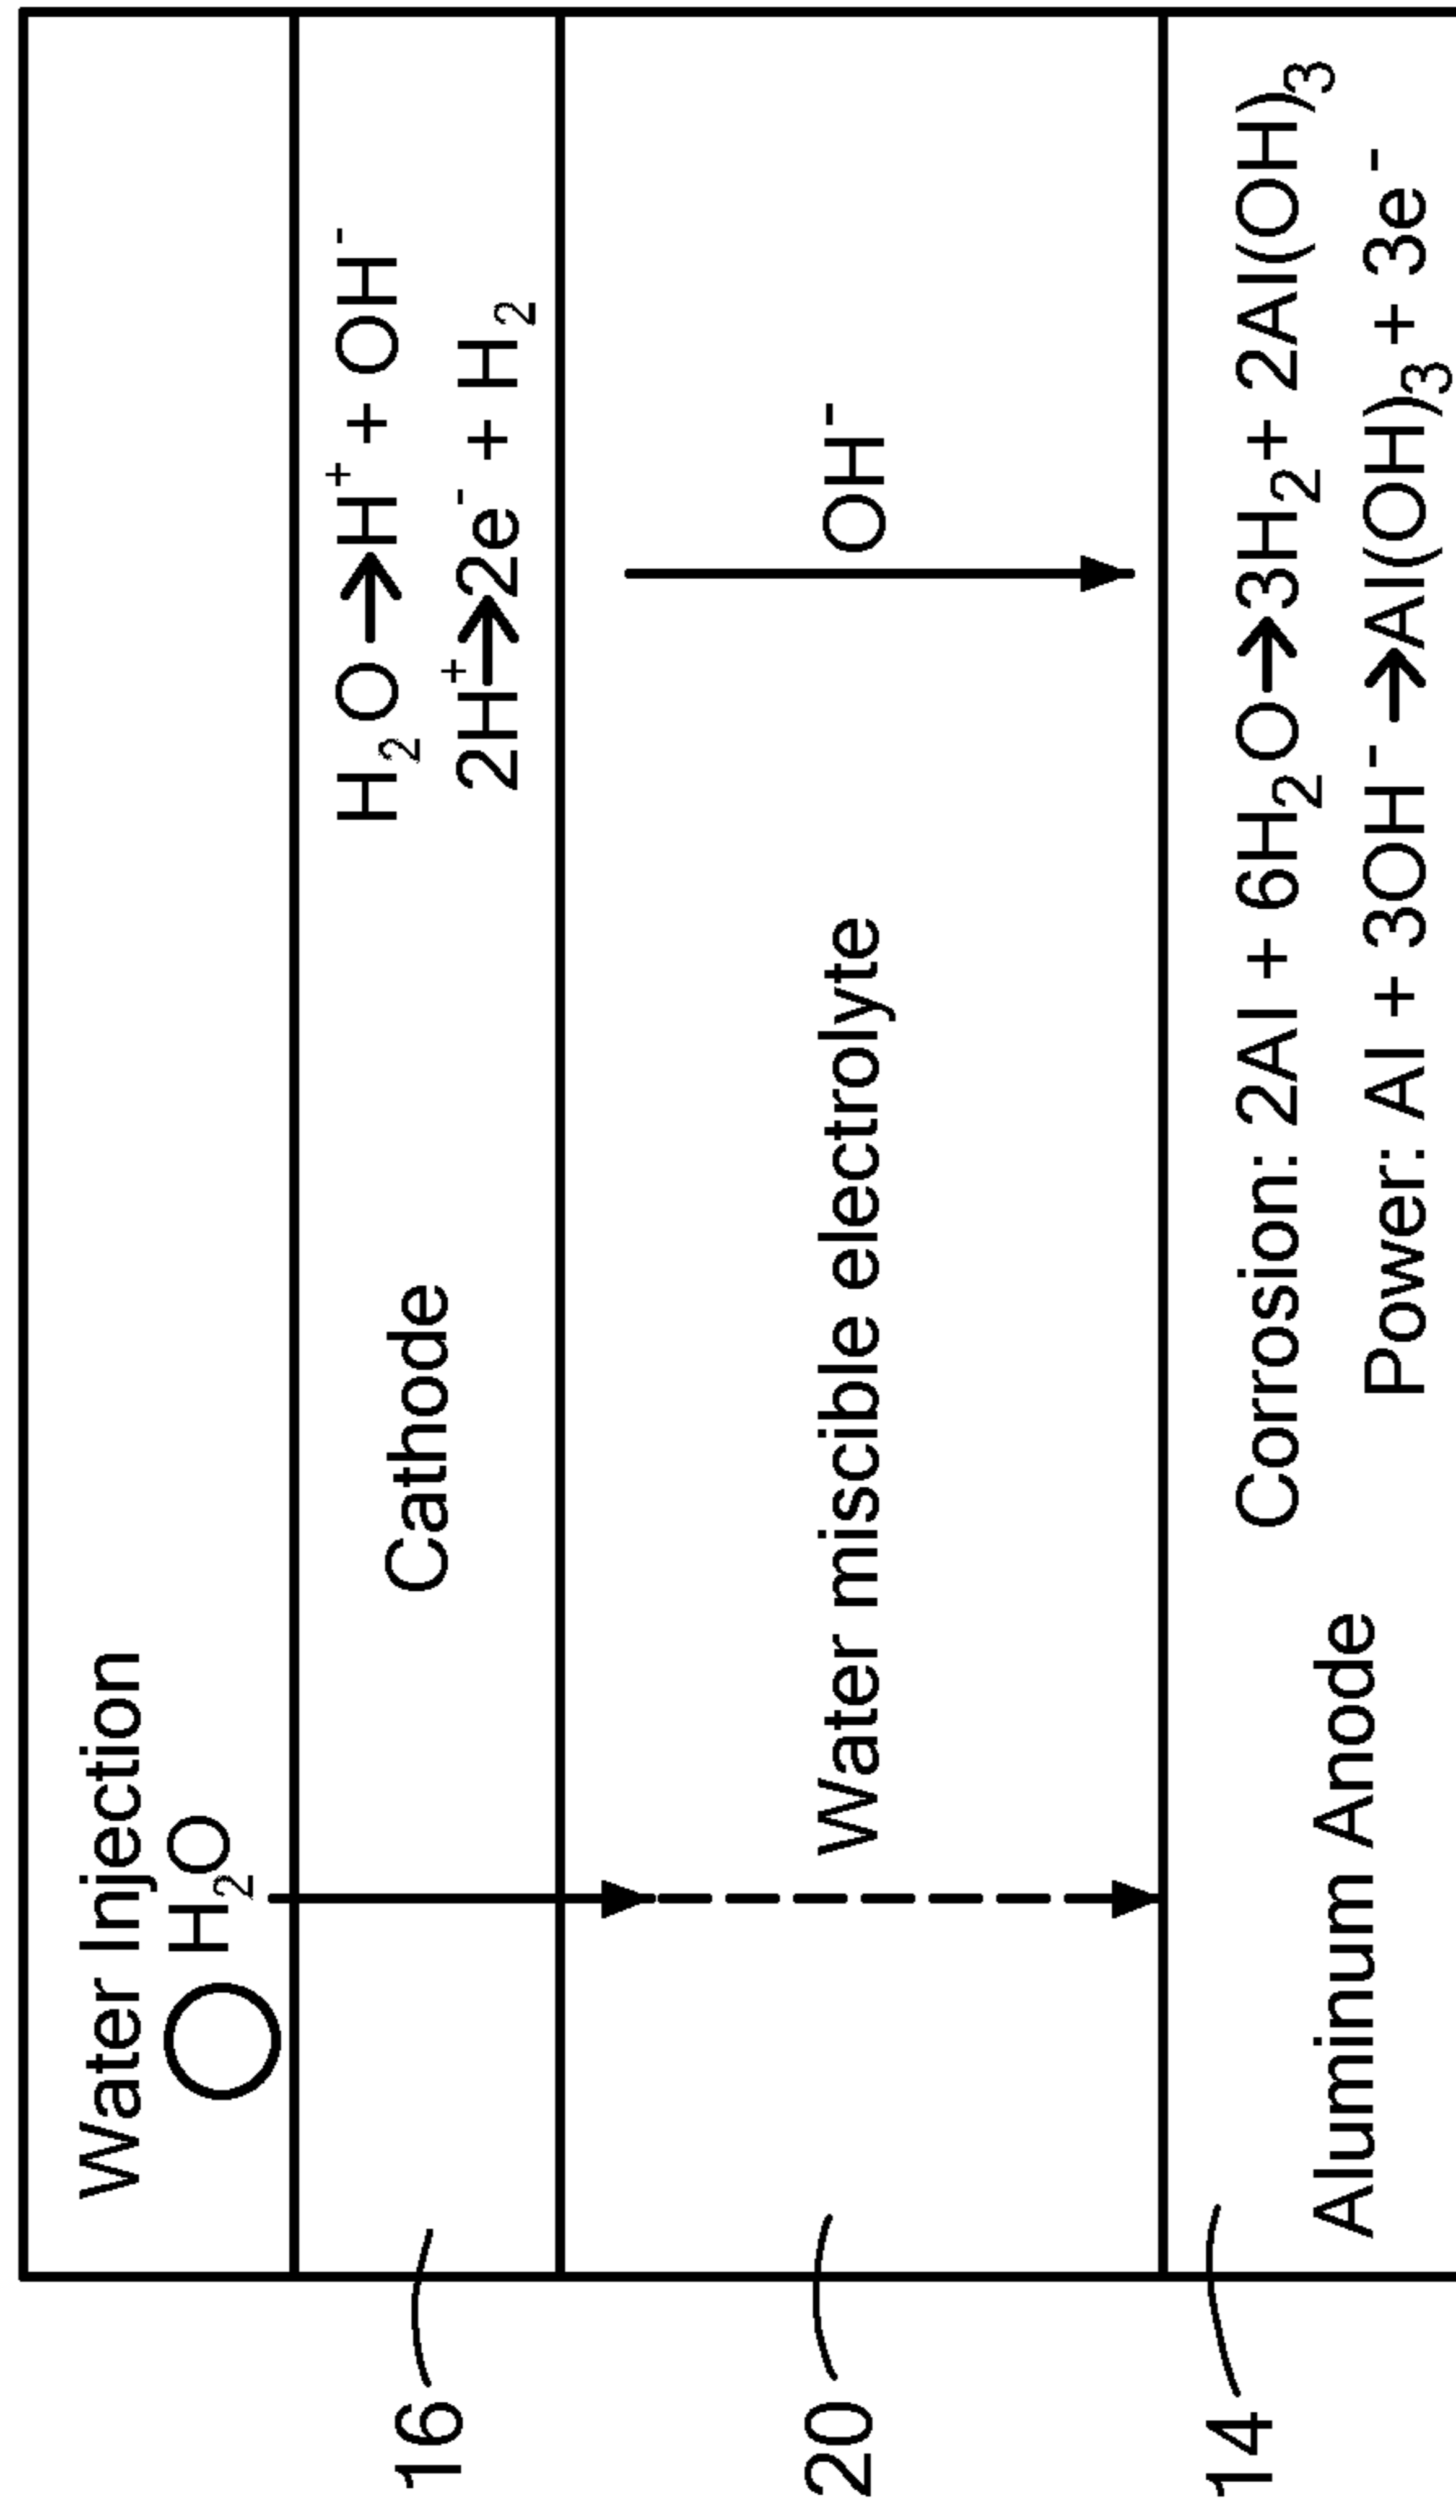 Water Injection
H₂O
16
Cathode
H₂O→H⁺ + OH⁻
2H⁺→2e⁻ + H₂
20
Water miscible electrolyte
OH⁻
14
Aluminum Anode
Corrosion: 2Al + 6H₂O→3H₂ + 2Al(OH)₃
Power: Al + 3OH⁻→Al(OH)₃ + 3e⁻